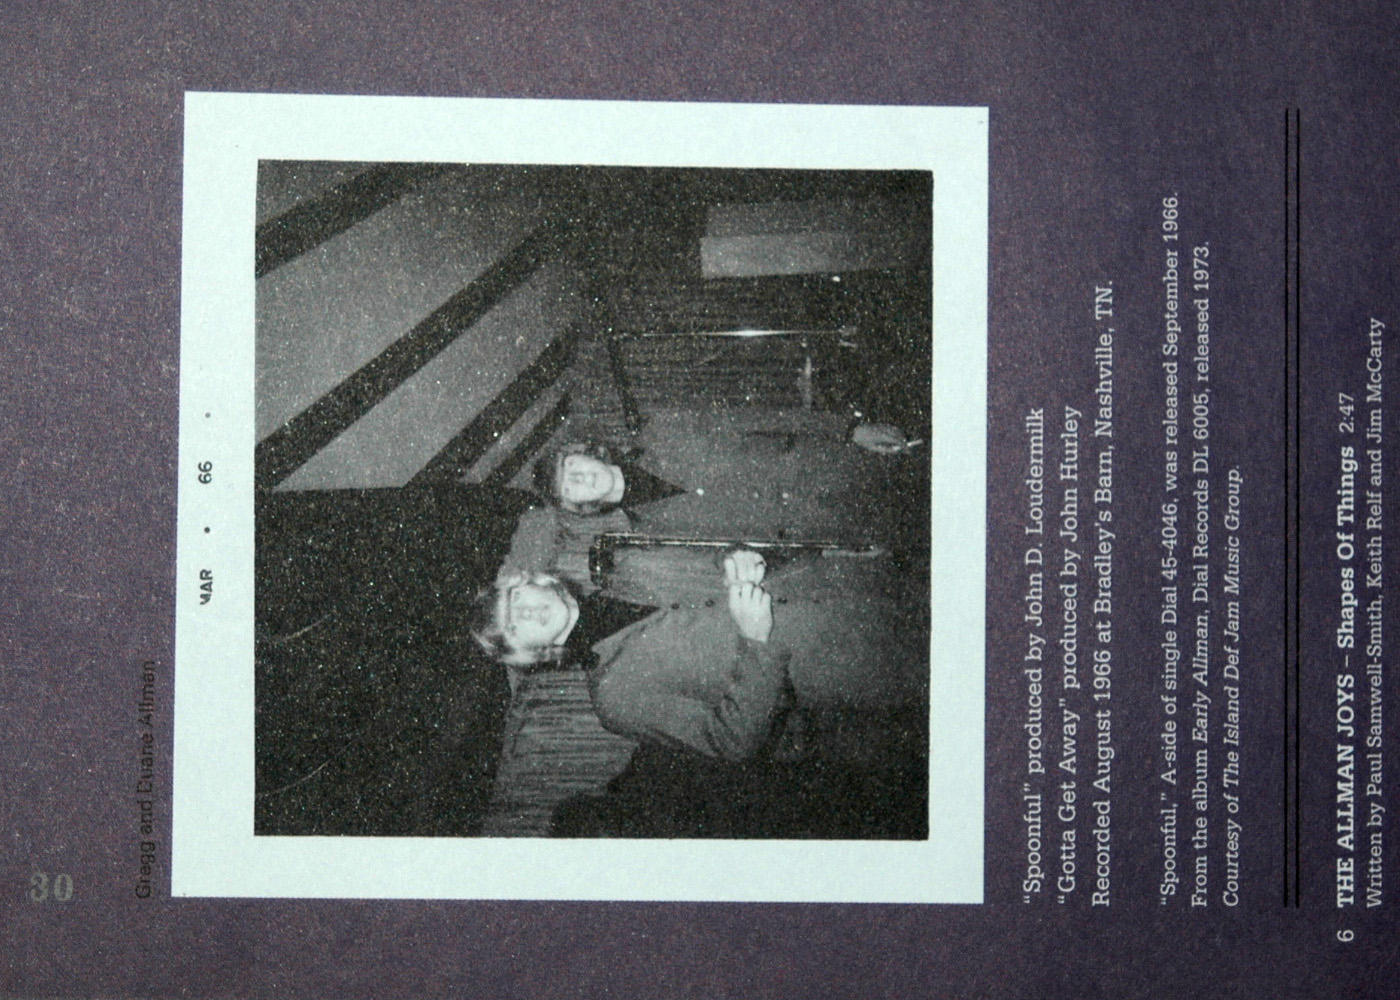 30
Gregg and Duane Allman
MAR • 66 •
"Spoonful" produced by John D. Loudermilk
"Gotta Get Away" produced by John Hurley
Recorded August 1966 at Bradley's Barn, Nashville, TN.
"Spoonful," A-side of single Dial 45-4046, was released September 1966.
From the album Early Allman, Dial Records DL 6005, released 1973.
Courtesy of The Island Def Jam Music Group.
6 THE ALLMAN JOYS – Shapes Of Things 2:47
Written by Paul Samwell-Smith, Keith Relf and Jim McCarty